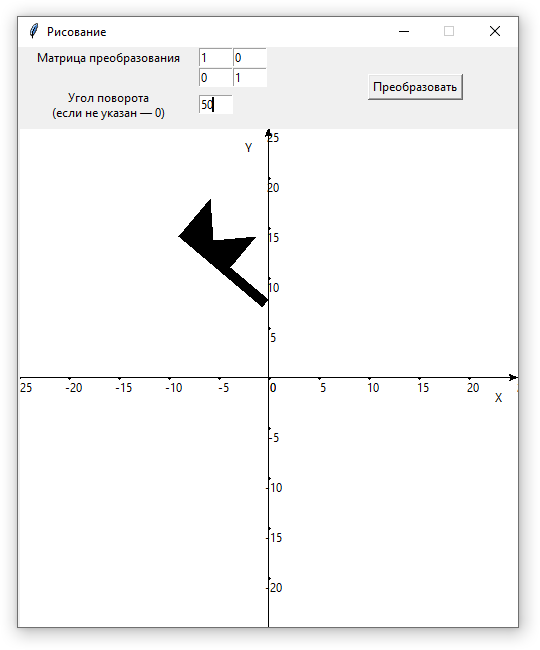 Рисование
Матрица преобразования 1 0
0 1
Преобразовать
Угол поворота 50
(если не указан — 0)
25
Y
20
15
10
5
25 -20 -15 -10 -5 0 5 10 15 20
X
-5
-10
-15
-20